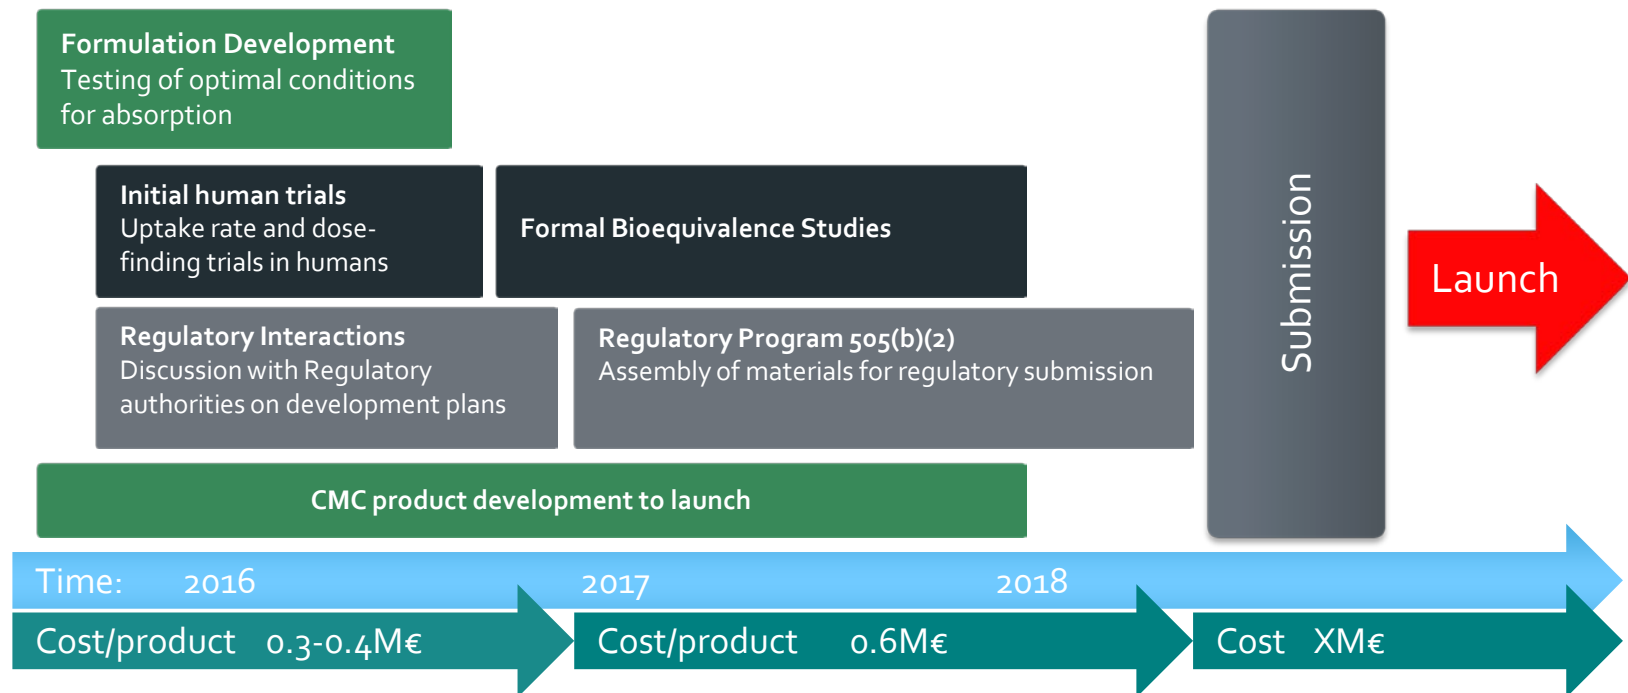 Formulation Development
Testing of optimal conditions
for absorption
Initial human trials
Uptake rate and dose-
finding trials in humans
Formal Bioequivalence Studies
Regulatory Interactions
Discussion with Regulatory
authorities on development plans
Regulatory Program 505(b)(2)
Assembly of materials for regulatory submission
CMC product development to launch
Submission
Launch
Time: 2016 2017 2018
Cost/product 0.3-0.4M€ Cost/product 0.6M€ Cost XM€